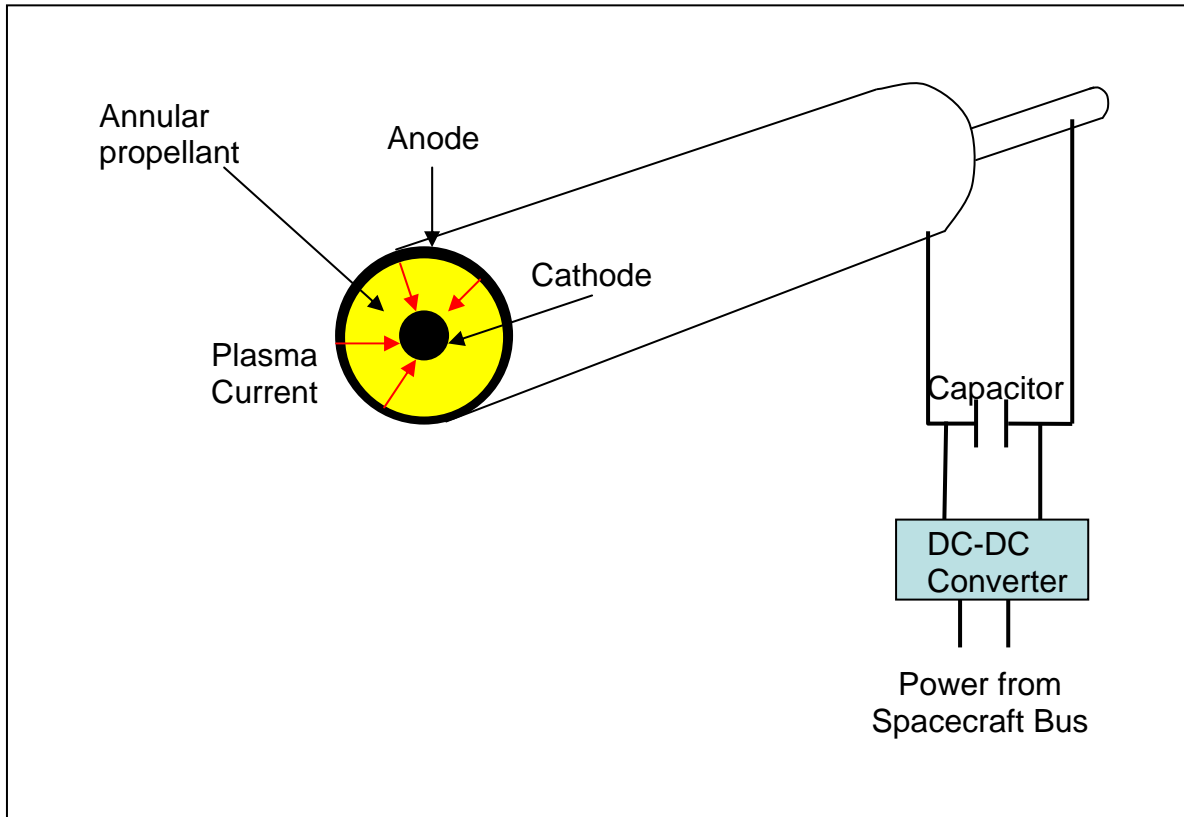 Annular
propellant
Anode
Cathode
Plasma
Current
Capacitor
DC-DC
Converter
Power from
Spacecraft Bus